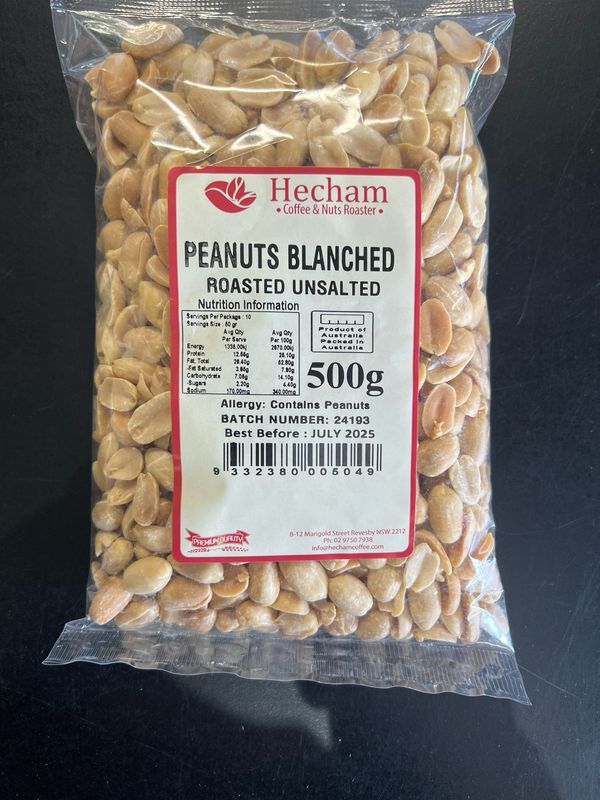 Hecham
• Coffee & Nuts Roaster •
PEANUTS BLANCHED
ROASTED UNSALTED
Nutrition Information
Servings Per Package : 10
Servings Size : 50 gr
Avg Qty Avg Qty
Per Serve Per 100g
Energy 1338.00kj 2670.00kj
Protein 12.55g 25.10g
Fat, Total 26.40g 52.80g
-Fat Saturated 3.95g 7.90g
Carbohydrate 7.05g 14.10g
-Sugars 2.20g 4.40g
Sodium 170.00mg 340.00mg
Product of
Australia
Packed in
Australia
500g
Allergy: Contains Peanuts
BATCH NUMBER: 24193
Best Before : JULY 2025
9 332380 005049
PREMIUM QUALITY
8-12 Marigold Street Revesby NSW 2212
Ph: 02 9750 7938
Info@hechamcoffee.com